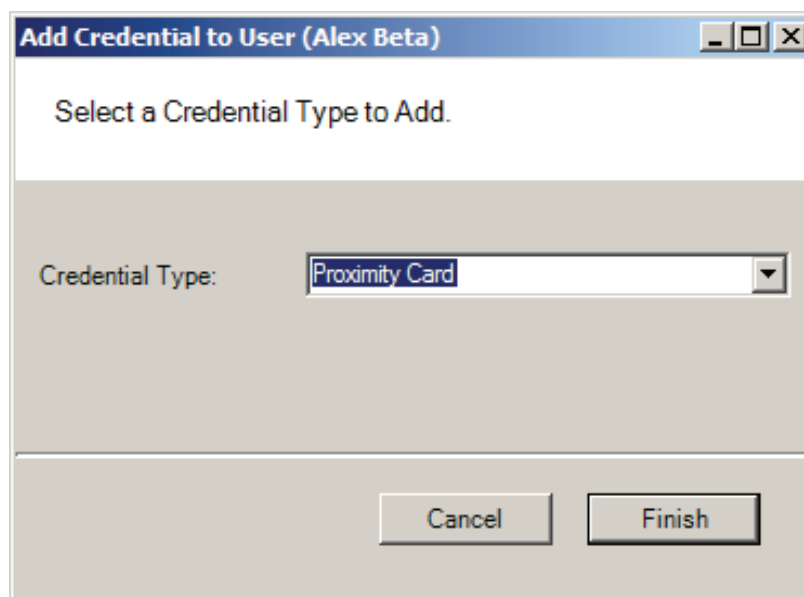 Add Credential to User (Alex Beta)
Select a Credential Type to Add.
Credential Type: Proximity Card
Cancel Finish